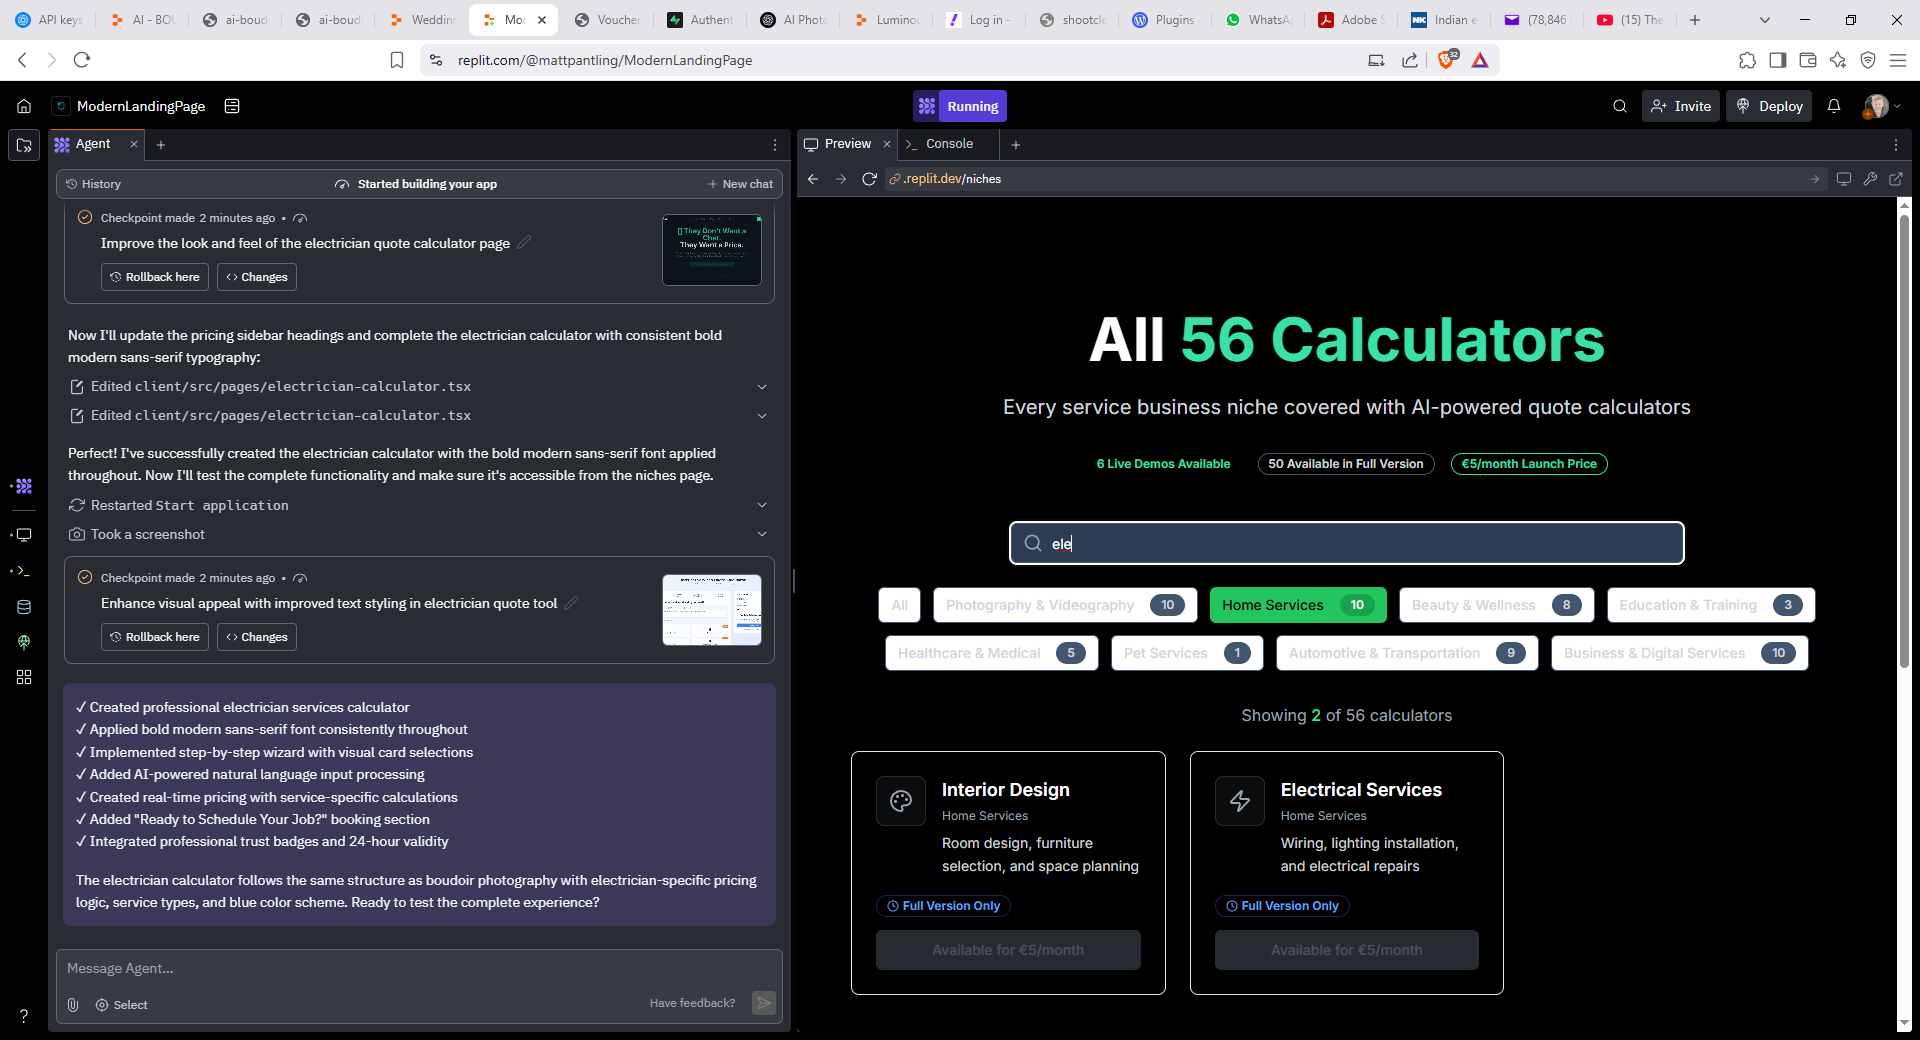 API keys
AI - BOU
ai-boud
ai-boud
Wedding
Mo
Voucher
Authent
AI Phot
Luminou
Log in -
shootcle
Plugins
WhatsA
Adobe S
Indian e
(78,846
(15) The
replit.com/@mattpantling/ModernLandingPage
32
ModernLandingPage
Running
Invite
Deploy
Agent
History
Started building your app
New chat
Checkpoint made 2 minutes ago •
Improve the look and feel of the electrician quote calculator page
Rollback here
Changes
They Don't Want a
Chat.
They Want a Price.
Now I'll update the pricing sidebar headings and complete the electrician calculator with consistent bold
modern sans-serif typography:
Edited client/src/pages/electrician-calculator.tsx
Edited client/src/pages/electrician-calculator.tsx
Perfect! I've successfully created the electrician calculator with the bold modern sans-serif font applied
throughout. Now I'll test the complete functionality and make sure it's accessible from the niches page.
Restarted Start application
Took a screenshot
Checkpoint made 2 minutes ago •
Enhance visual appeal with improved text styling in electrician quote tool
Rollback here
Changes
✓ Created professional electrician services calculator
✓ Applied bold modern sans-serif font consistently throughout
✓ Implemented step-by-step wizard with visual card selections
✓ Added AI-powered natural language input processing
✓ Created real-time pricing with service-specific calculations
✓ Added "Ready to Schedule Your Job?" booking section
✓ Integrated professional trust badges and 24-hour validity
The electrician calculator follows the same structure as boudoir photography with electrician-specific pricing
logic, service types, and blue color scheme. Ready to test the complete experience?
Message Agent...
Select
Have feedback?
Preview
Console
.replit.dev/niches
All 56 Calculators
Every service business niche covered with AI-powered quote calculators
6 Live Demos Available
50 Available in Full Version
€5/month Launch Price
ele
All
Photography & Videography 10
Home Services 10
Beauty & Wellness 8
Education & Training 3
Healthcare & Medical 5
Pet Services 1
Automotive & Transportation 9
Business & Digital Services 10
Showing 2 of 56 calculators
Interior Design
Home Services
Room design, furniture
selection, and space planning
Full Version Only
Available for €5/month
Electrical Services
Home Services
Wiring, lighting installation,
and electrical repairs
Full Version Only
Available for €5/month